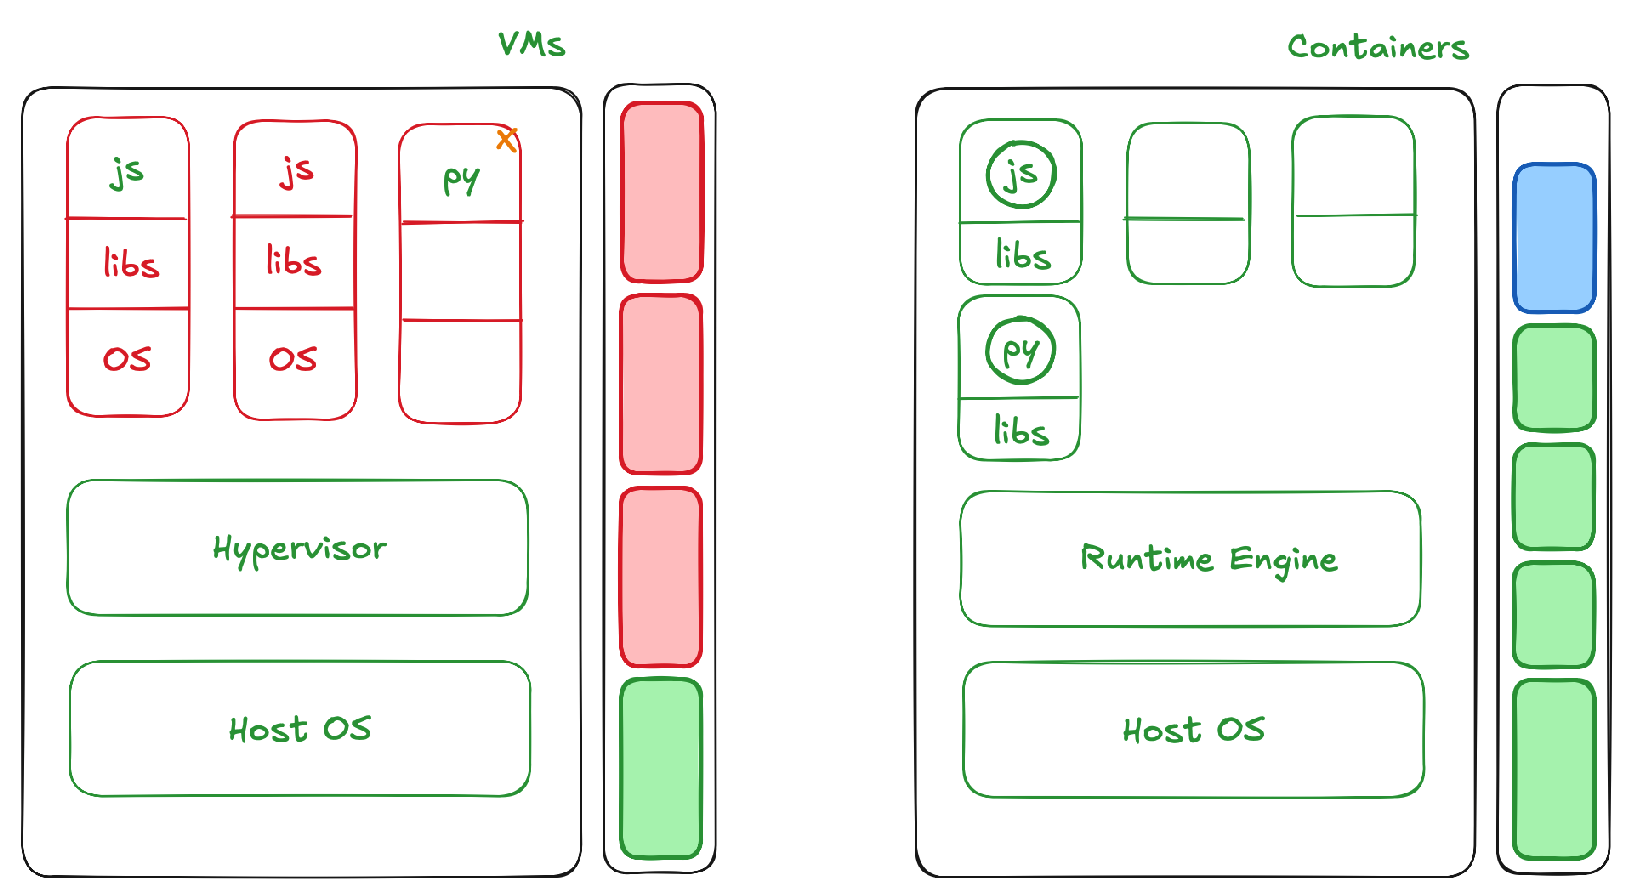 VMs
js
libs
OS
js
libs
OS
py
x
Hypervisor
Host OS
Containers
js
libs
py
libs
Runtime Engine
Host OS